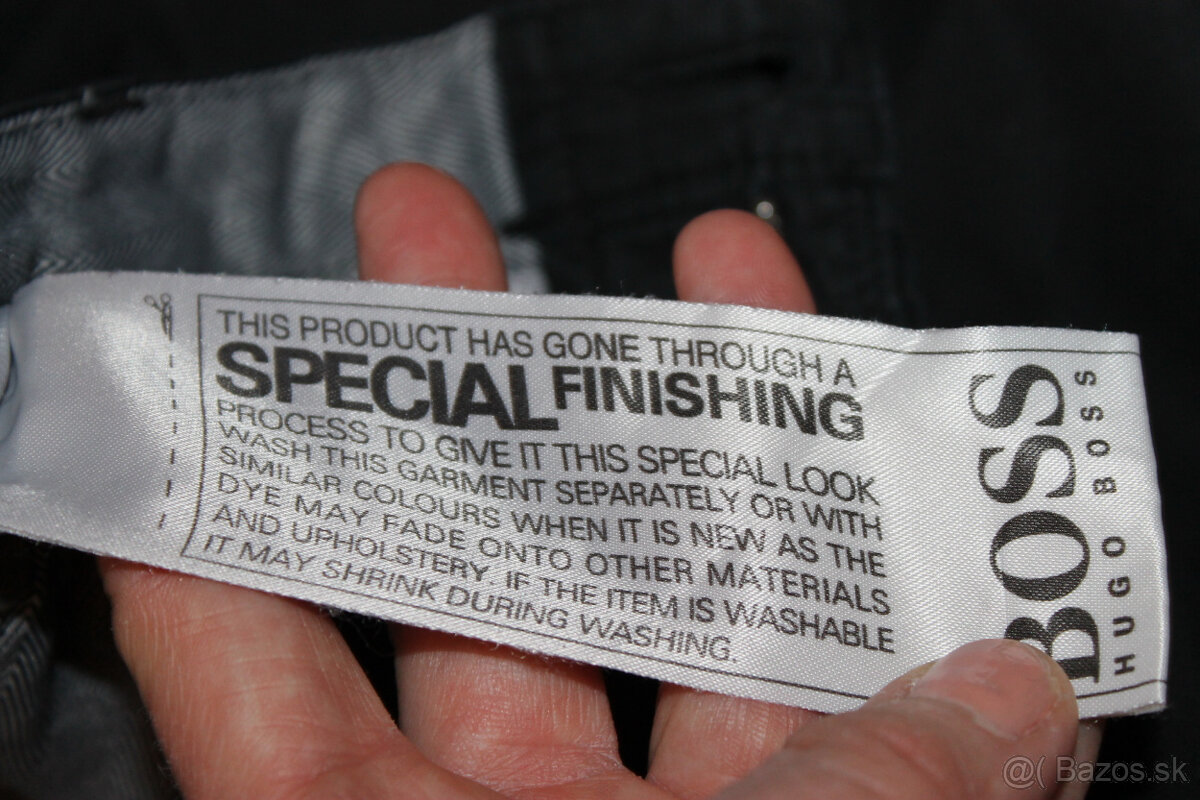 THIS PRODUCT HAS GONE THROUGH A
SPECIAL FINISHING
PROCESS TO GIVE IT THIS SPECIAL LOOK
WASH THIS GARMENT SEPARATELY OR WITH
SIMILAR COLOURS WHEN IT IS NEW AS THE
DYE MAY FADE ONTO OTHER MATERIALS
AND UPHOLSTERY. IF THE ITEM IS WASHABLE
IT MAY SHRINK DURING WASHING.
BOSS
HUGO BOSS
@( Bazos.sk